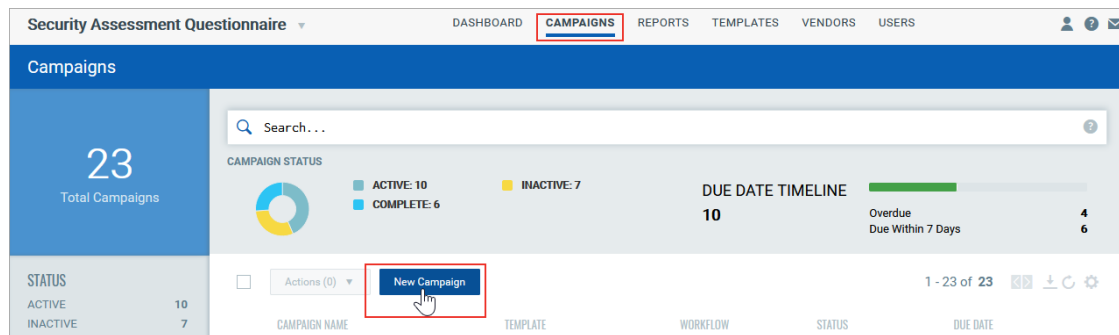 Security Assessment Questionnaire
DASHBOARD CAMPAIGNS REPORTS TEMPLATES VENDORS USERS
Campaigns
23
Total Campaigns
Search...
CAMPAIGN STATUS
ACTIVE: 10
INACTIVE: 7
COMPLETE: 6
DUE DATE TIMELINE
10
Overdue 4
Due Within 7 Days 6
STATUS
ACTIVE 10
INACTIVE 7
Actions (0) New Campaign 1 - 23 of 23
CAMPAIGN NAME TEMPLATE WORKFLOW STATUS DUE DATE